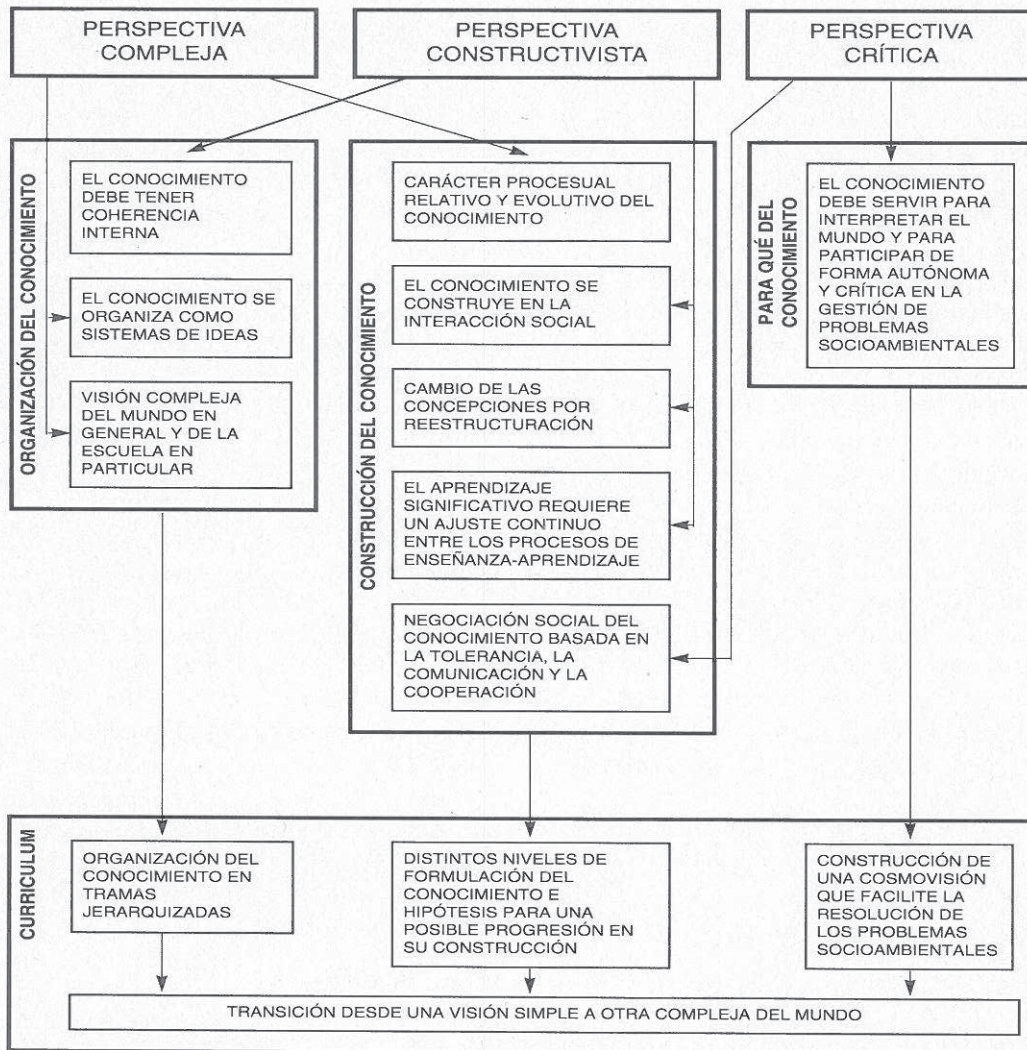 PERSPECTIVA
COMPLEJA
PERSPECTIVA
CONSTRUCTIVISTA
PERSPECTIVA
CRÍTICA
ORGANIZACIÓN DEL CONOCIMIENTO
EL CONOCIMIENTO
DEBE TENER
COHERENCIA
INTERNA
EL CONOCIMIENTO SE
ORGANIZA COMO
SISTEMAS DE IDEAS
VISIÓN COMPLEJA
DEL MUNDO EN
GENERAL Y DE LA
ESCUELA EN
PARTICULAR
CONSTRUCCIÓN DEL CONOCIMIENTO
CARÁCTER PROCESUAL
RELATIVO Y EVOLUTIVO DEL
CONOCIMIENTO
EL CONOCIMIENTO SE
CONSTRUYE EN LA
INTERACCIÓN SOCIAL
CAMBIO DE LAS
CONCEPCIONES POR
REESTRUCTURACIÓN
EL APRENDIZAJE
SIGNIFICATIVO REQUIERE
UN AJUSTE CONTINUO
ENTRE LOS PROCESOS DE
ENSEÑANZA-APRENDIZAJE
NEGOCIACIÓN SOCIAL DEL
CONOCIMIENTO BASADA EN
LA TOLERANCIA, LA
COMUNICACIÓN Y LA
COOPERACIÓN
PARA QUÉ DEL
CONOCIMIENTO
EL CONOCIMIENTO
DEBE SERVIR PARA
INTERPRETAR EL
MUNDO Y PARA
PARTICIPAR DE
FORMA AUTÓNOMA
Y CRÍTICA EN LA
GESTIÓN DE
PROBLEMAS
SOCIOAMBIENTALES
CURRICULUM
ORGANIZACIÓN DEL
CONOCIMIENTO EN
TRAMAS
JERARQUIZADAS
DISTINTOS NIVELES DE
FORMULACIÓN DEL
CONOCIMIENTO E
HIPÓTESIS PARA UNA
POSIBLE PROGRESIÓN EN
SU CONSTRUCCIÓN
CONSTRUCCIÓN DE
UNA COSMOVISIÓN
QUE FACILITE LA
RESOLUCIÓN DE
LOS PROBLEMAS
SOCIOAMBIENTALES
TRANSICIÓN DESDE UNA VISIÓN SIMPLE A OTRA COMPLEJA DEL MUNDO